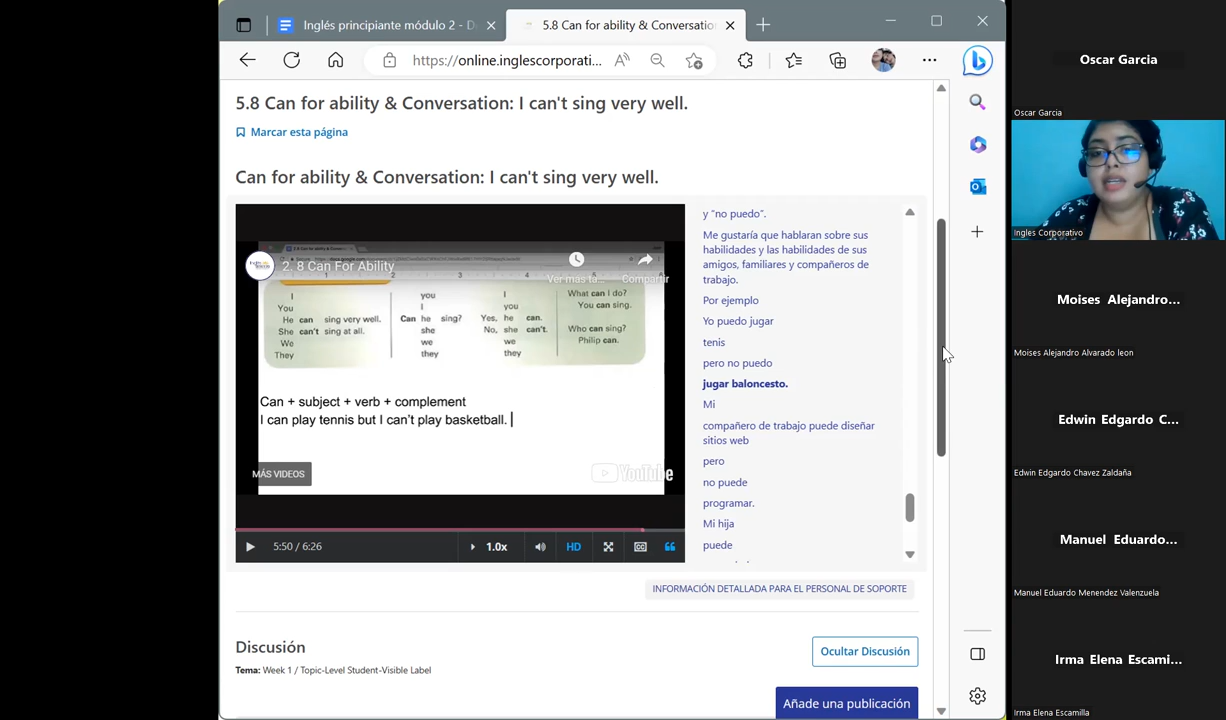 Inglés principiante módulo 2 - D
5.8 Can for ability & Conversatio
https://online.inglescorporati...
5.8 Can for ability & Conversation: I can't sing very well.
Marcar esta página
Can for ability & Conversation: I can't sing very well.
2. 8 Can For Ability
Ver más ta...
Compartir
I
You
He can sing very well.
She can't sing at all.
We
They
you
I
Can he sing?
she
we
they
I
you
Yes, he can.
No, she can't.
we
they
What can I do?
You can sing.
Who can sing?
Philip can.
Can + subject + verb + complement
I can play tennis but I can't play basketball.
MÁS VIDEOS
YouTube
5:50 / 6:26
1.0x
HD
y "no puedo".
Me gustaría que hablaran sobre sus
habilidades y las habilidades de sus
amigos, familiares y compañeros de
trabajo.
Por ejemplo
Yo puedo jugar
tenis
pero no puedo
jugar baloncesto.
Mi
compañero de trabajo puede diseñar
sitios web
pero
no puede
programar.
Mi hija
puede
INFORMACIÓN DETALLADA PARA EL PERSONAL DE SOPORTE
Discusión
Tema: Week 1 / Topic-Level Student-Visible Label
Ocultar Discusión
Añade una publicación
Oscar Garcia
Oscar Garcia
Ingles Corporativo
Moises Alejandro...
Moises Alejandro Alvarado leon
Edwin Edgardo C...
Edwin Edgardo Chavez Zaldaña
Manuel Eduardo...
Manuel Eduardo Menendez Valenzuela
Irma Elena Escami...
Irma Elena Escamilla